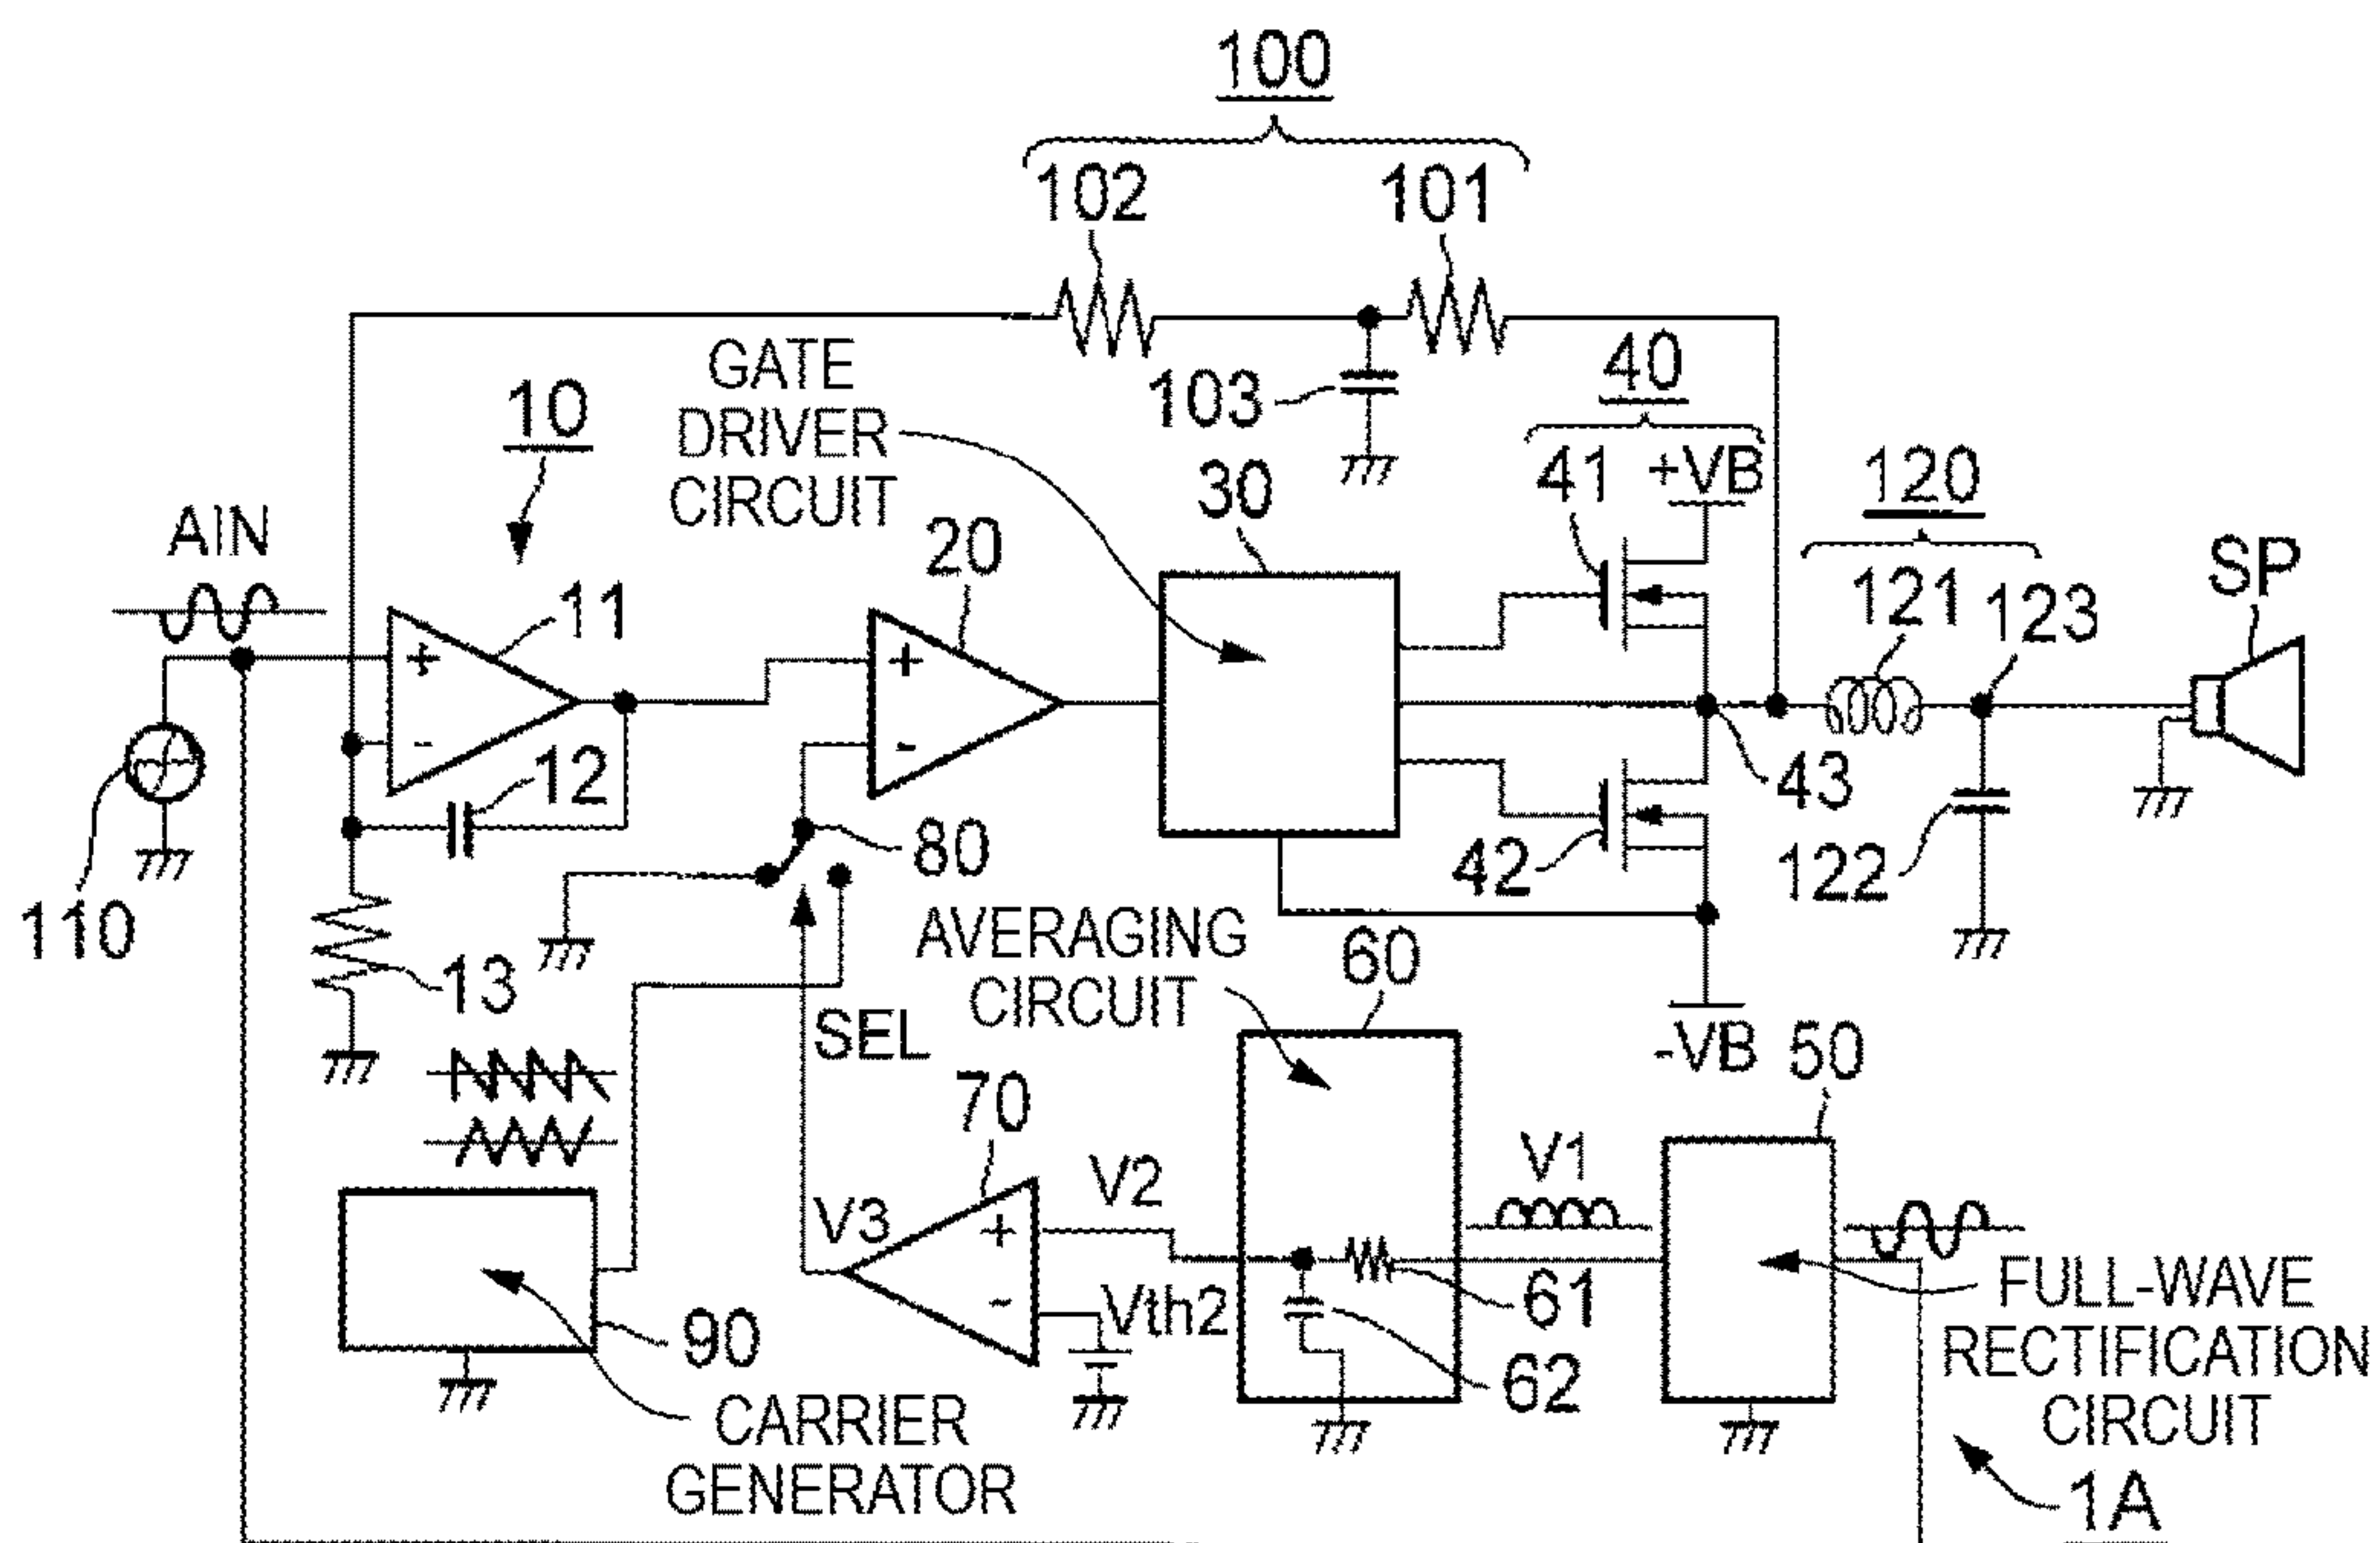 100
102
101
GATE
DRIVER
CIRCUIT
103
40
10
30
41
+VB
120
AIN
20
121
123
SP
11
+
+
-
-
12
43
80
42
122
110
13
AVERAGING
CIRCUIT
60
SEL
-VB
50
70
V2
V1
V3
+
-
Vth2
61
62
90
FULL-WAVE
RECTIFICATION
CIRCUIT
CARRIER
GENERATOR
1A